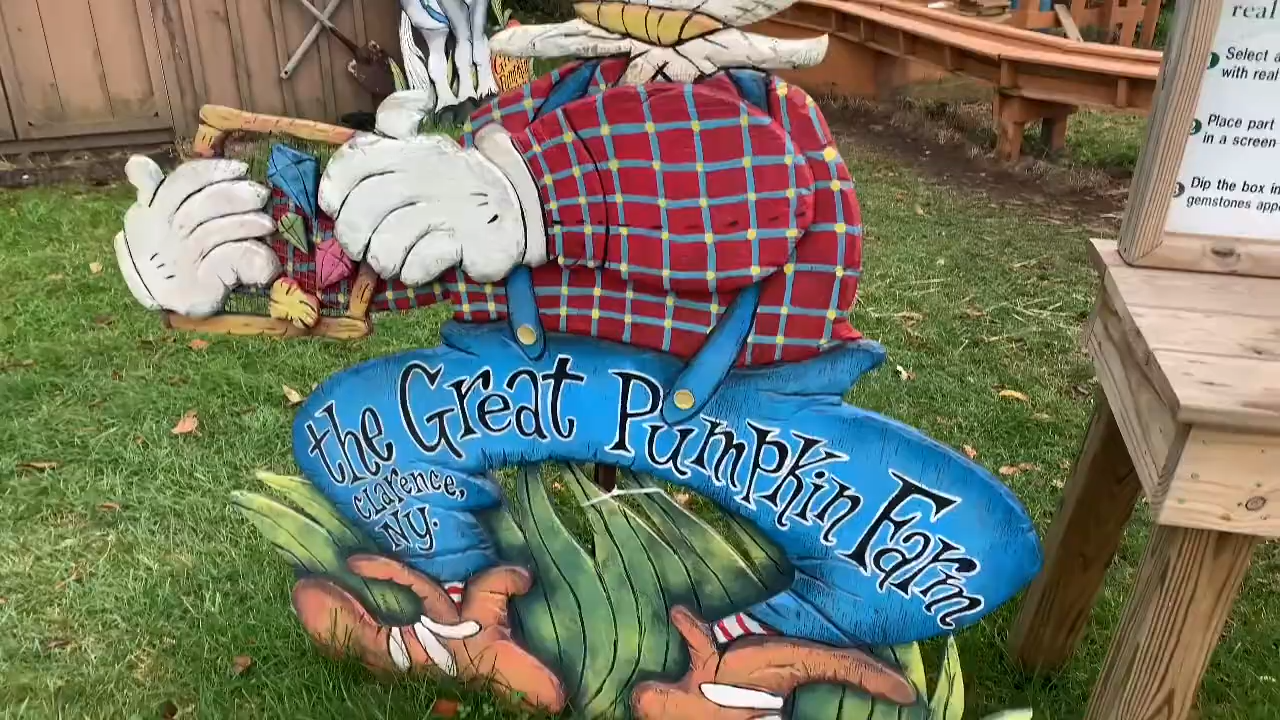 the Great Pumpkin Farm
Clarence,
NY.
real
Select a
with real
Place part
in a screen
Dip the box in
gemstones appe